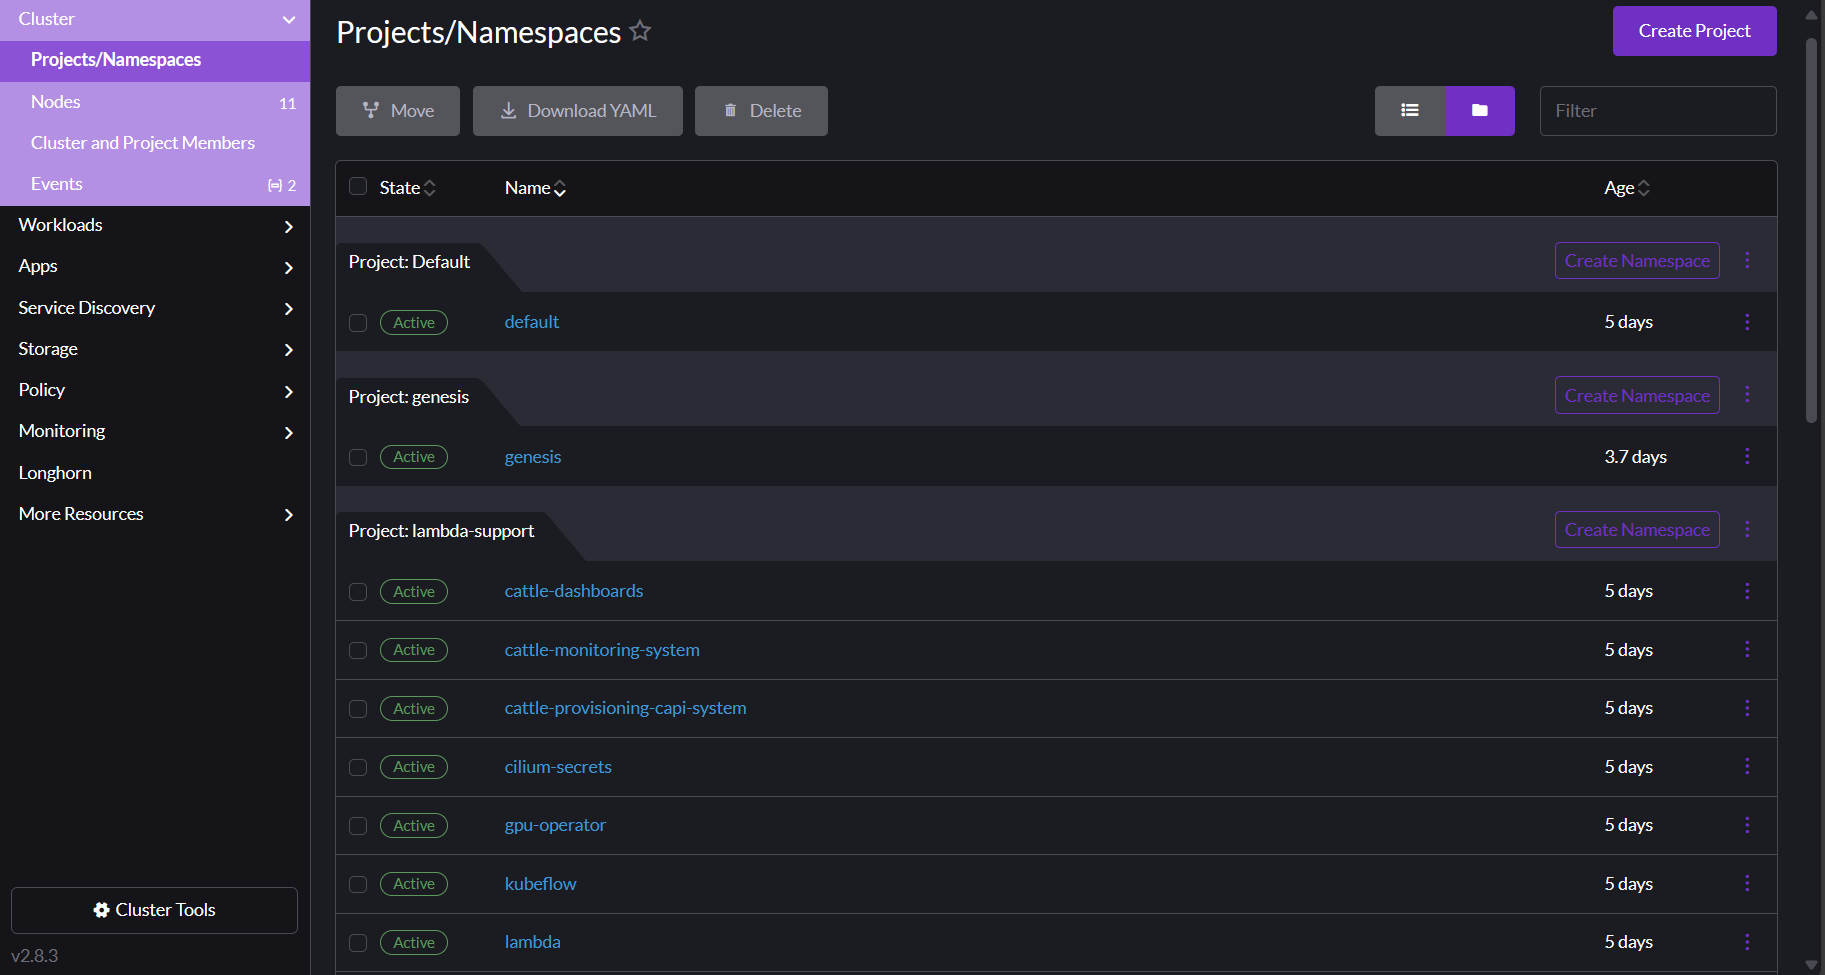 Cluster
Projects/Namespaces
Nodes 11
Cluster and Project Members
Events 2
Workloads
Apps
Service Discovery
Storage
Policy
Monitoring
Longhorn
More Resources
Cluster Tools
v2.8.3
Projects/Namespaces
Create Project
Move Download YAML Delete Filter
State Name Age
Project: Default Create Namespace
Active default 5 days
Project: genesis Create Namespace
Active genesis 3.7 days
Project: lambda-support Create Namespace
Active cattle-dashboards 5 days
Active cattle-monitoring-system 5 days
Active cattle-provisioning-capi-system 5 days
Active cilium-secrets 5 days
Active gpu-operator 5 days
Active kubeflow 5 days
Active lambda 5 days